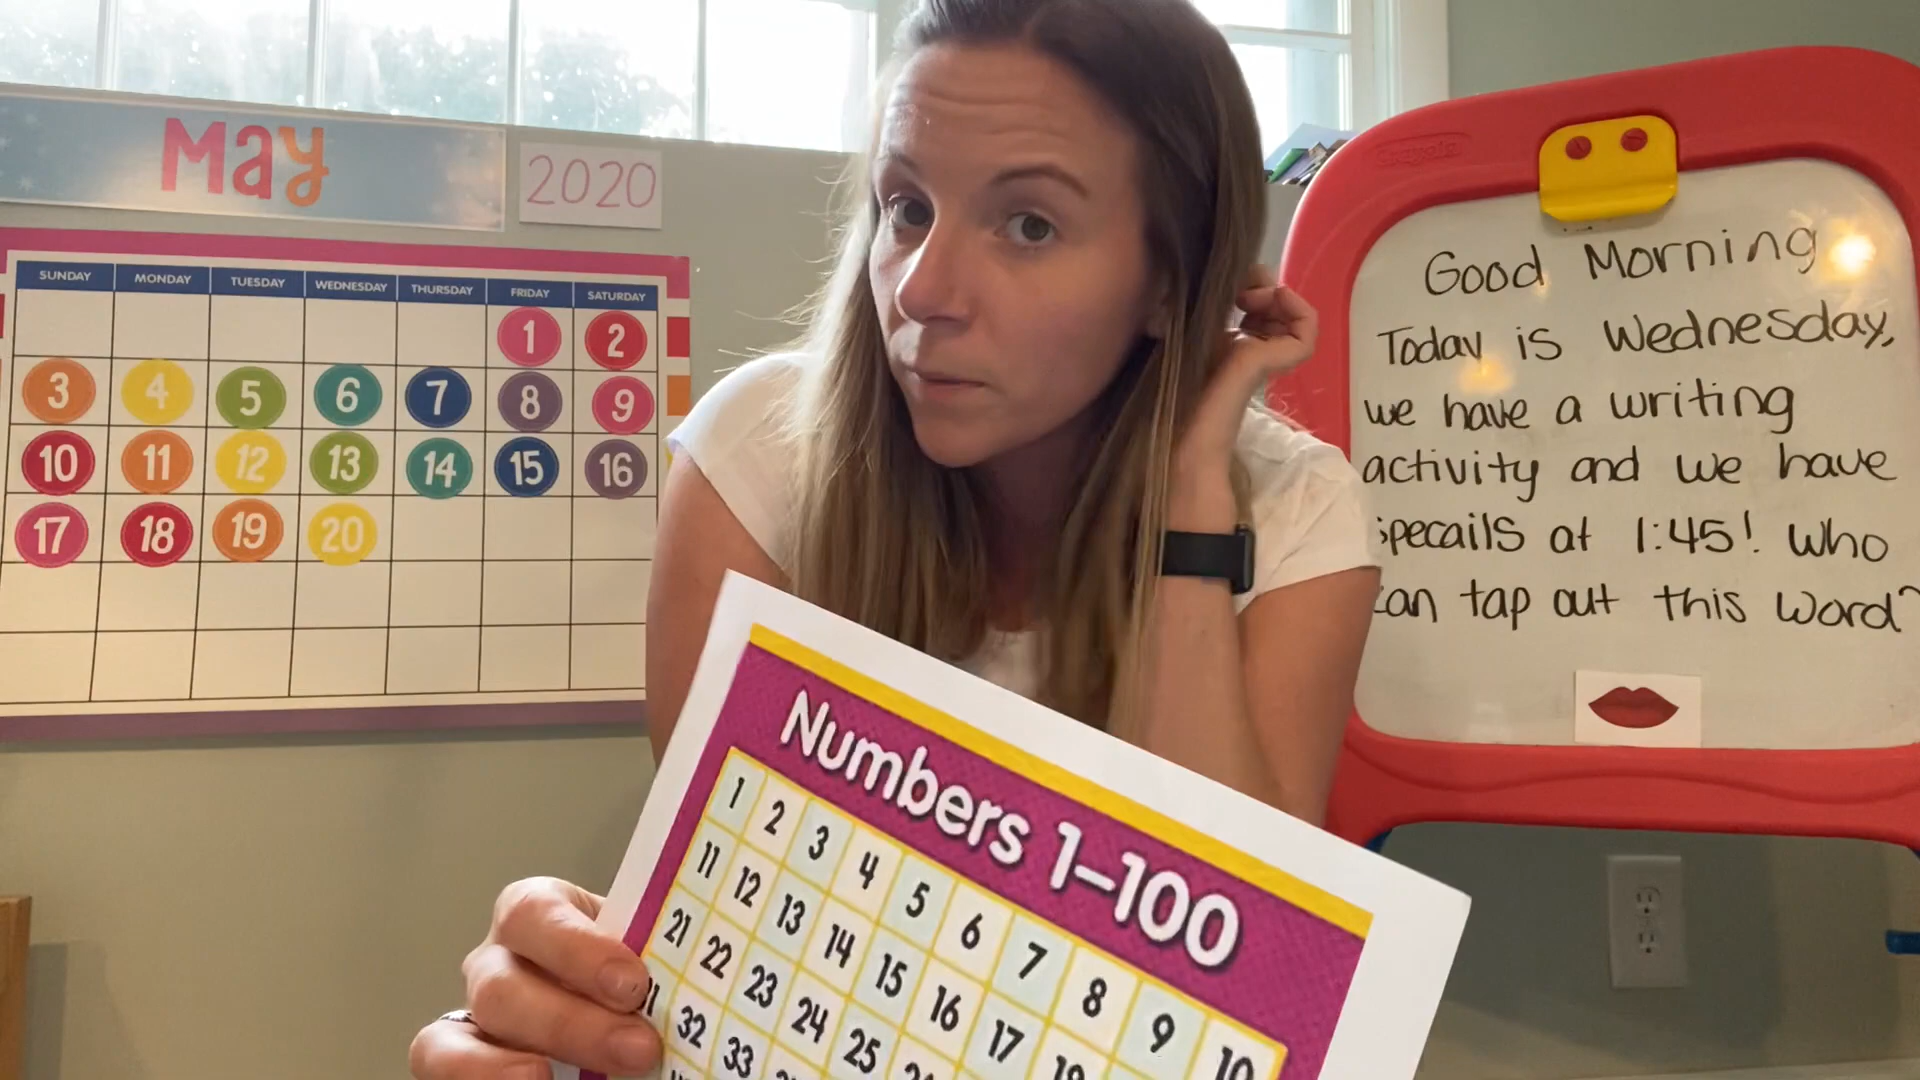 May
2020
SUNDAY MONDAY TUESDAY WEDNESDAY THURSDAY FRIDAY SATURDAY
1 2
3 4 5 6 7 8 9
10 11 12 13 14 15 16
17 18 19 20
Crayola
Good Morning
Today is Wednesday,
we have a writing
activity and we have
specails at 1:45! Who
can tap out this word?
Numbers 1-100
1 2 3 4 5 6 7 8 9 10
11 12 13 14 15 16 17
21 22 23 24 25
32 33